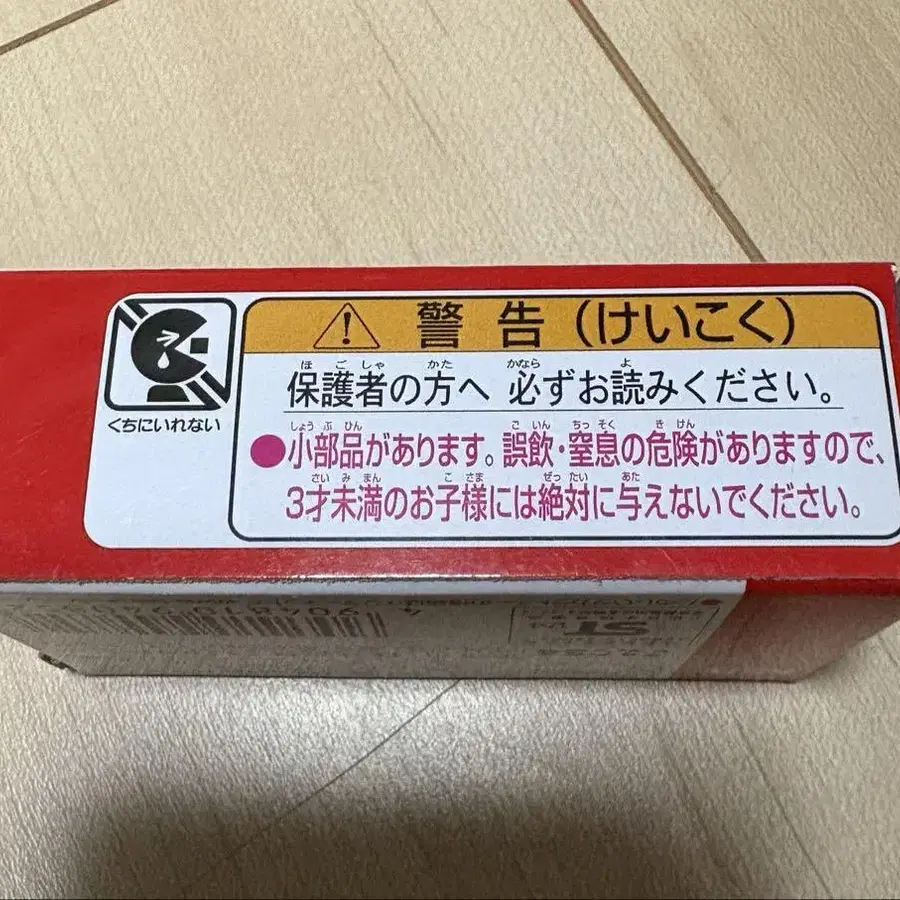 警告(けいこく)
ほごしゃ かた かなら よ
保護者の方へ 必ずお読みください。
くちにいれない
しょうぶひん ごいん ちっそく きけん
●小部品があります。誤飲・窒息の危険がありますので、
さいみまん こさま ぜったい あた
3才未満のお子様には絶対に与えないでください。
ST